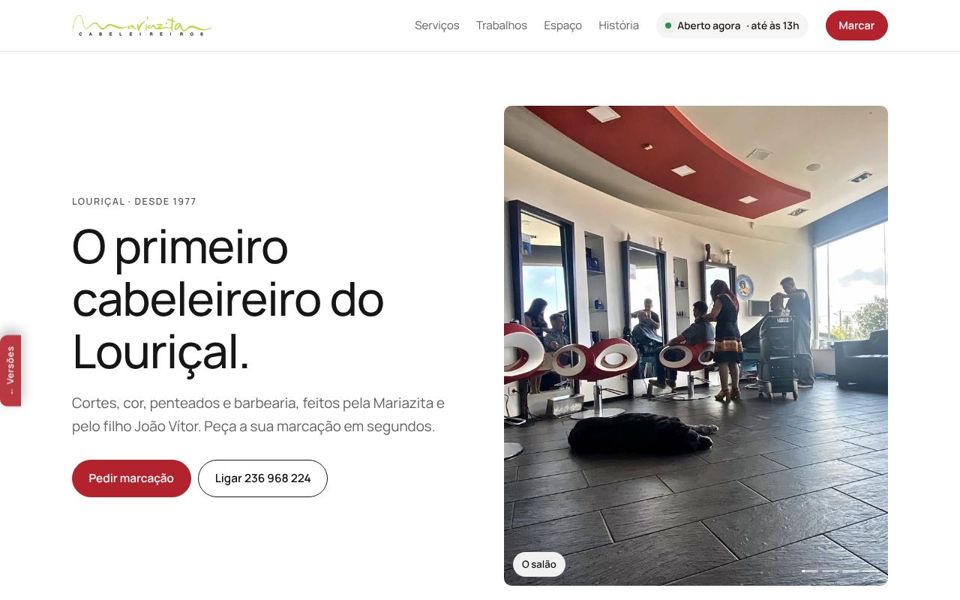 Mariazita
CABELEIREIROS
Serviços
Trabalhos
Espaço
História
Aberto agora · até às 13h
Marcar
LOURIÇAL · DESDE 1977
O primeiro
cabeleireiro do
Louriçal.
Cortes, cor, penteados e barbearia, feitos pela Mariazita e
pelo filho João Vítor. Peça a sua marcação em segundos.
Pedir marcação
Ligar 236 968 224
← Versões
O salão